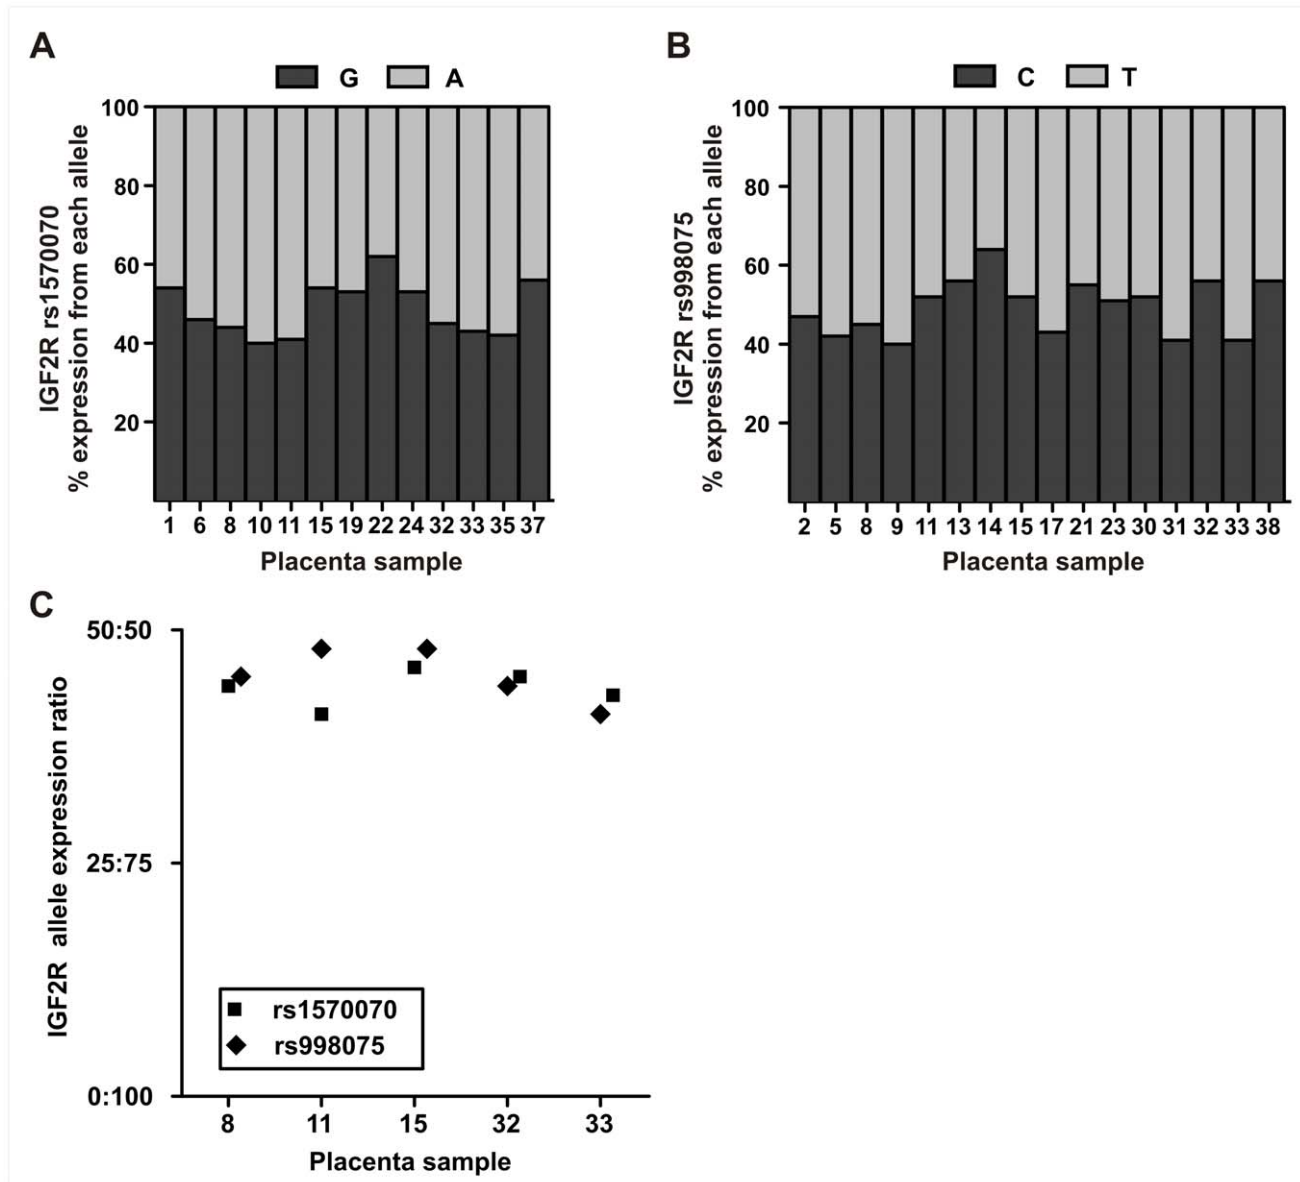 A
G A
100
80
60
40
20
IGF2R rs1570070
% expression from each allele
1 6 8 10 11 15 19 22 24 32 33 35 37
Placenta sample
B
C T
100
80
60
40
20
IGF2R rs998075
% expression from each allele
2 5 8 9 11 13 14 15 17 21 23 30 31 32 33 38
Placenta sample
C
50:50
25:75
0:100
IGF2R allele expression ratio
rs1570070
rs998075
8 11 15 32 33
Placenta sample